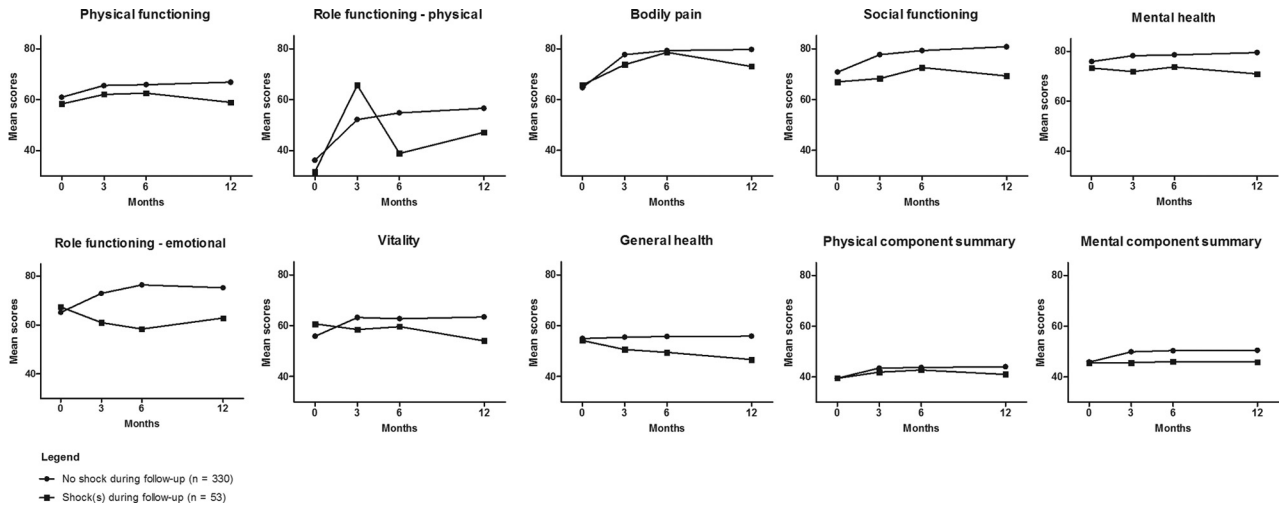 Physical functioning
Mean scores
80
60
40
0 3 6 12
Months
Role functioning - physical
Mean scores
80
60
40
0 3 6 12
Months
Bodily pain
Mean scores
80
60
40
0 3 6 12
Months
Social functioning
Mean scores
80
60
40
0 3 6 12
Months
Mental health
Mean scores
80
60
40
0 3 6 12
Months
Role functioning - emotional
Mean scores
80
60
40
0 3 6 12
Months
Vitality
Mean scores
80
60
40
0 3 6 12
Months
General health
Mean scores
80
60
40
0 3 6 12
Months
Physical component summary
Mean scores
80
60
40
0 3 6 12
Months
Mental component summary
Mean scores
80
60
40
0 3 6 12
Months
Legend
No shock during follow-up (n = 330)
Shock(s) during follow-up (n = 53)